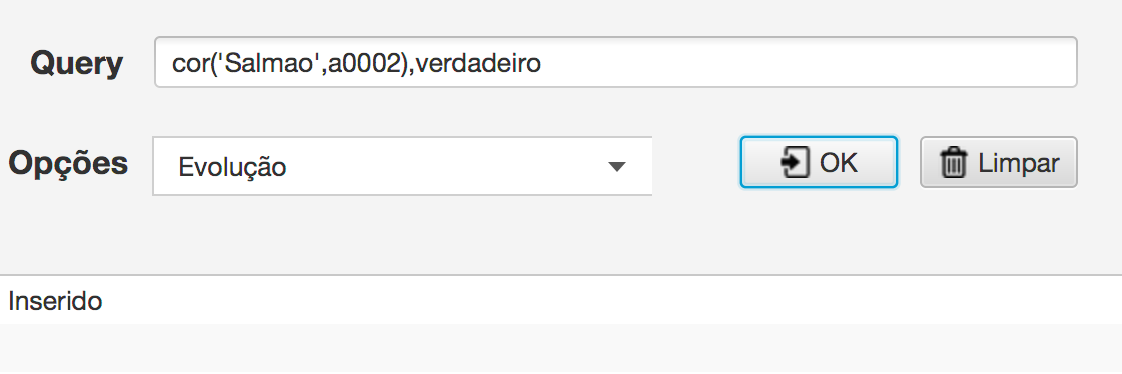 Query cor('Salmao',a0002),verdadeiro
Opções Evolução OK Limpar
Inserido